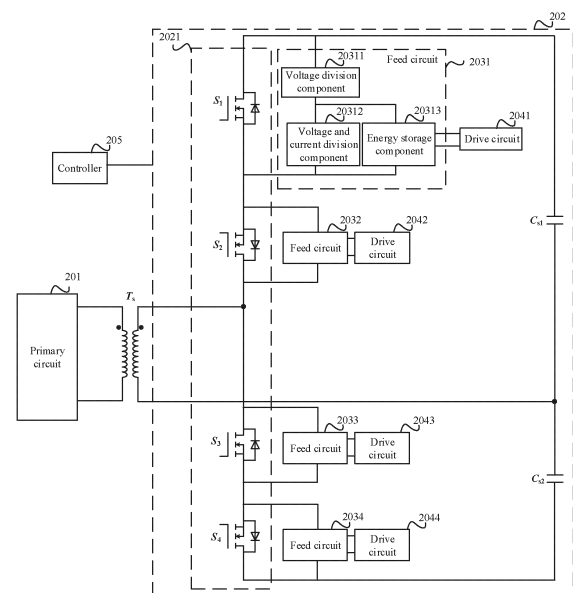 202
2021
20311
Feed circuit
2031
Voltage division
component
S1
20312
20313
Voltage and
current division
component
Energy storage
component
2041
Drive circuit
205
Controller
Cs1
2032
2042
S2
Feed circuit
Drive
circuit
201
Ts
Primary
circuit
2033
2043
S3
Feed circuit
Drive
circuit
Cs2
2034
2044
S4
Feed circuit
Drive
circuit